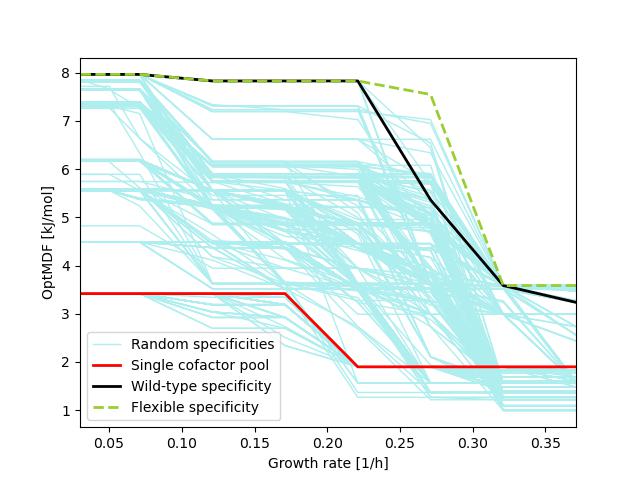 8
7
6
5
4
3
2
1
OptMDF [kJ/mol]
Random specificities
Single cofactor pool
Wild-type specificity
Flexible specificity
0.05 0.10 0.15 0.20 0.25 0.30 0.35
Growth rate [1/h]